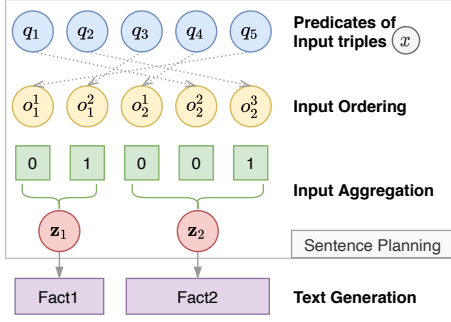 q₁ q₂ q₃ q₄ q₅ Predicates of
Input triples x
o₁¹ o₁² o₂¹ o₂² o₂³ Input Ordering
0 1 0 0 1
Input Aggregation
z₁ z₂
Sentence Planning
Fact1 Fact2 Text Generation